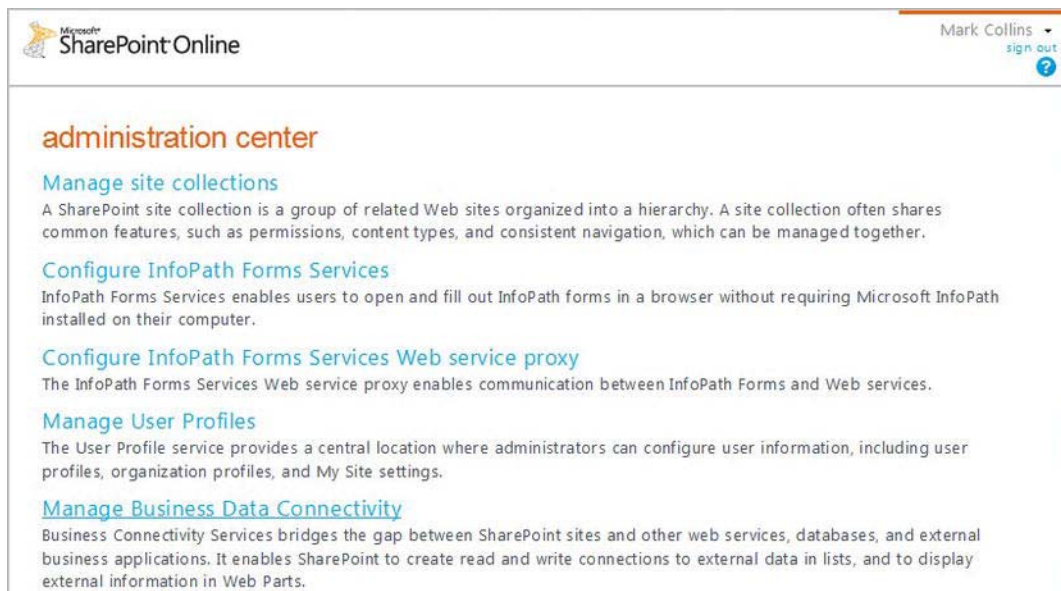 Microsoft®
SharePoint Online
Mark Collins
sign out
?
administration center
Manage site collections
A SharePoint site collection is a group of related Web sites organized into a hierarchy. A site collection often shares
common features, such as permissions, content types, and consistent navigation, which can be managed together.
Configure InfoPath Forms Services
InfoPath Forms Services enables users to open and fill out InfoPath forms in a browser without requiring Microsoft InfoPath
installed on their computer.
Configure InfoPath Forms Services Web service proxy
The InfoPath Forms Services Web service proxy enables communication between InfoPath Forms and Web services.
Manage User Profiles
The User Profile service provides a central location where administrators can configure user information, including user
profiles, organization profiles, and My Site settings.
Manage Business Data Connectivity
Business Connectivity Services bridges the gap between SharePoint sites and other web services, databases, and external
business applications. It enables SharePoint to create read and write connections to external data in lists, and to display
external information in Web Parts.